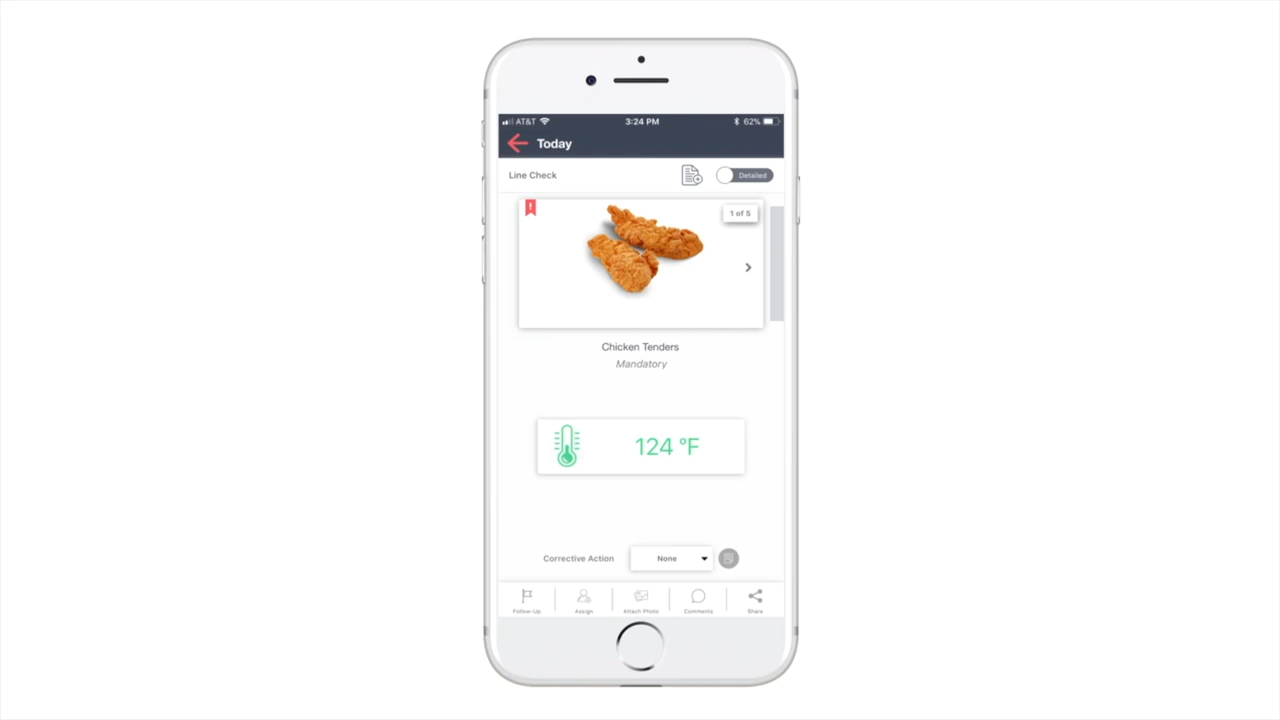 AT&T 3:24 PM 62%
Today
Line Check Detailed
1 of 5
Chicken Tenders
Mandatory
124 °F
Corrective Action None
Follow-Up Assign Attach Photo Comments Share